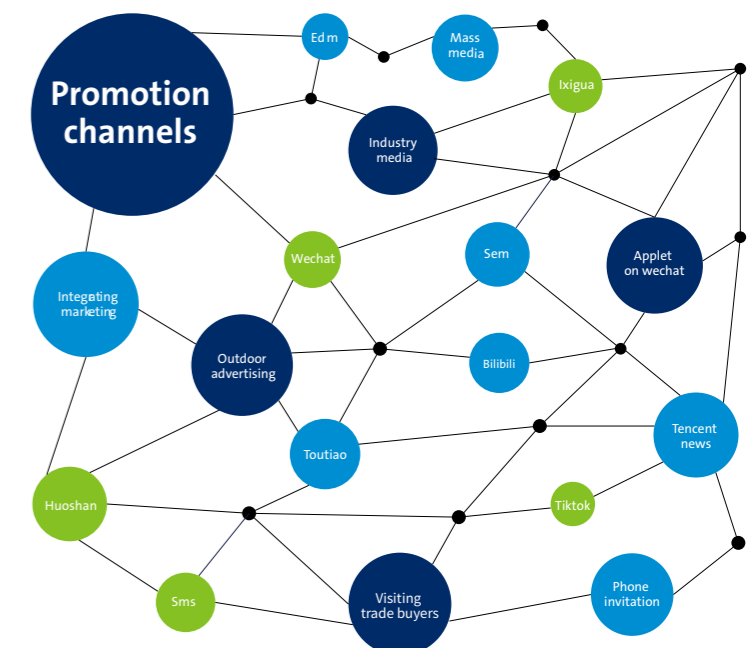 Promotion
channels
Edm
Mass
media
Ixigua
Industry
media
Wechat
Sem
Applet
on wechat
Integrating
marketing
Outdoor
advertising
Bilibili
Toutiao
Tencent
news
Huoshan
Tiktok
Sms
Visiting
trade buyers
Phone
invitation